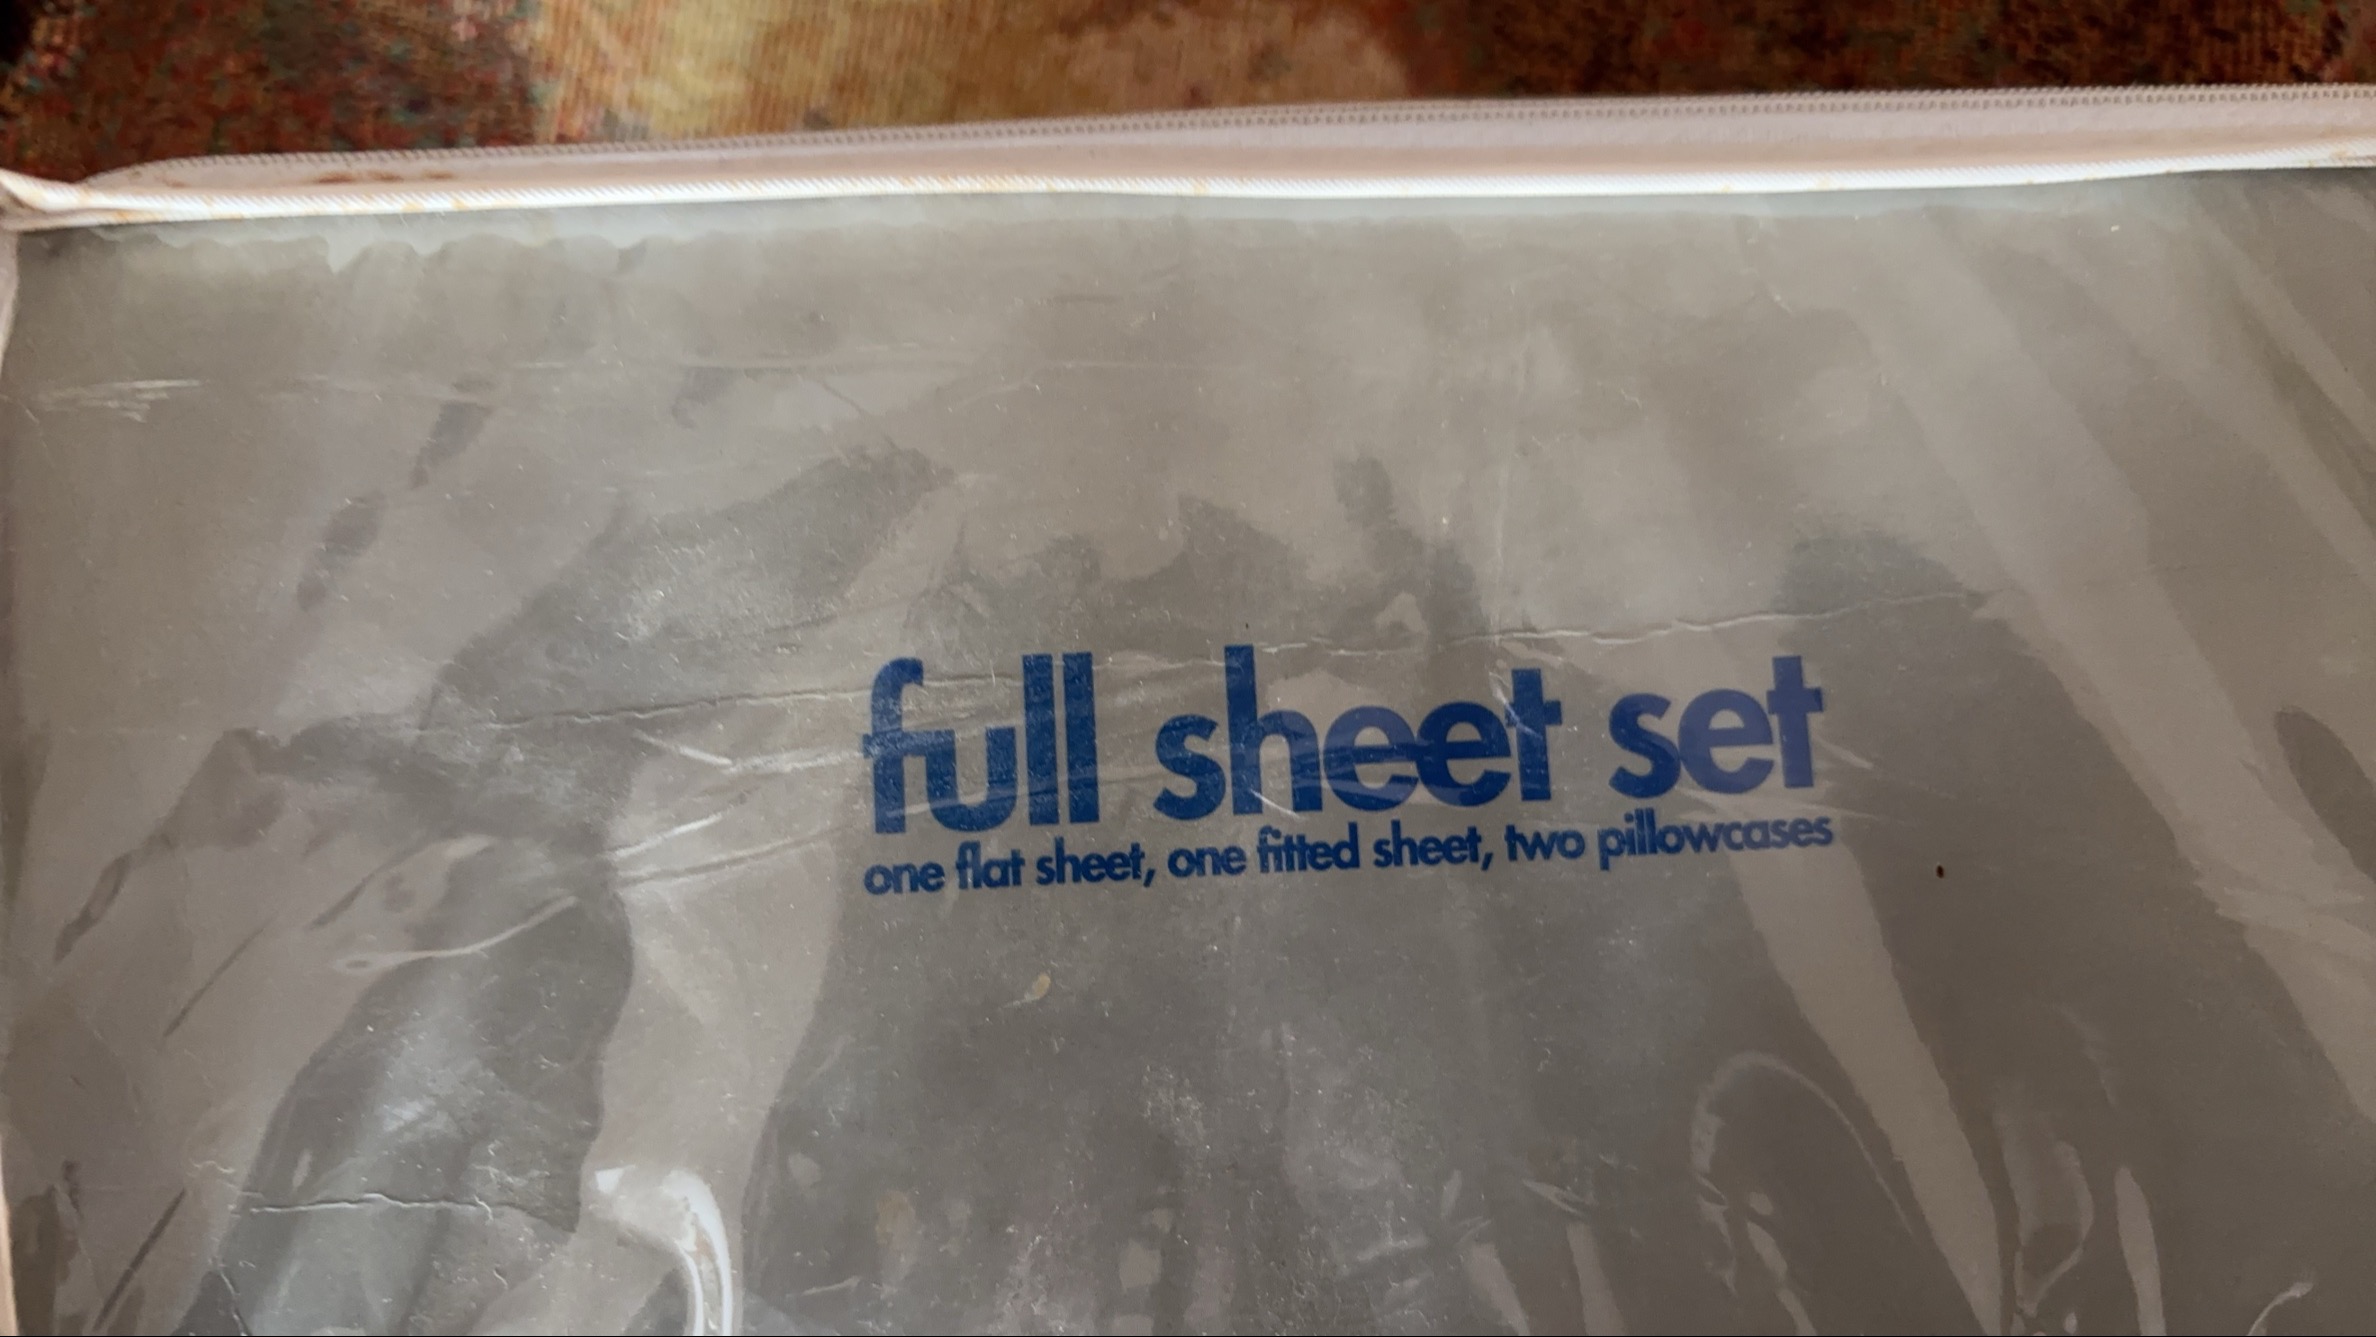 full sheet set
one flat sheet, one fitted sheet, two pillowcases